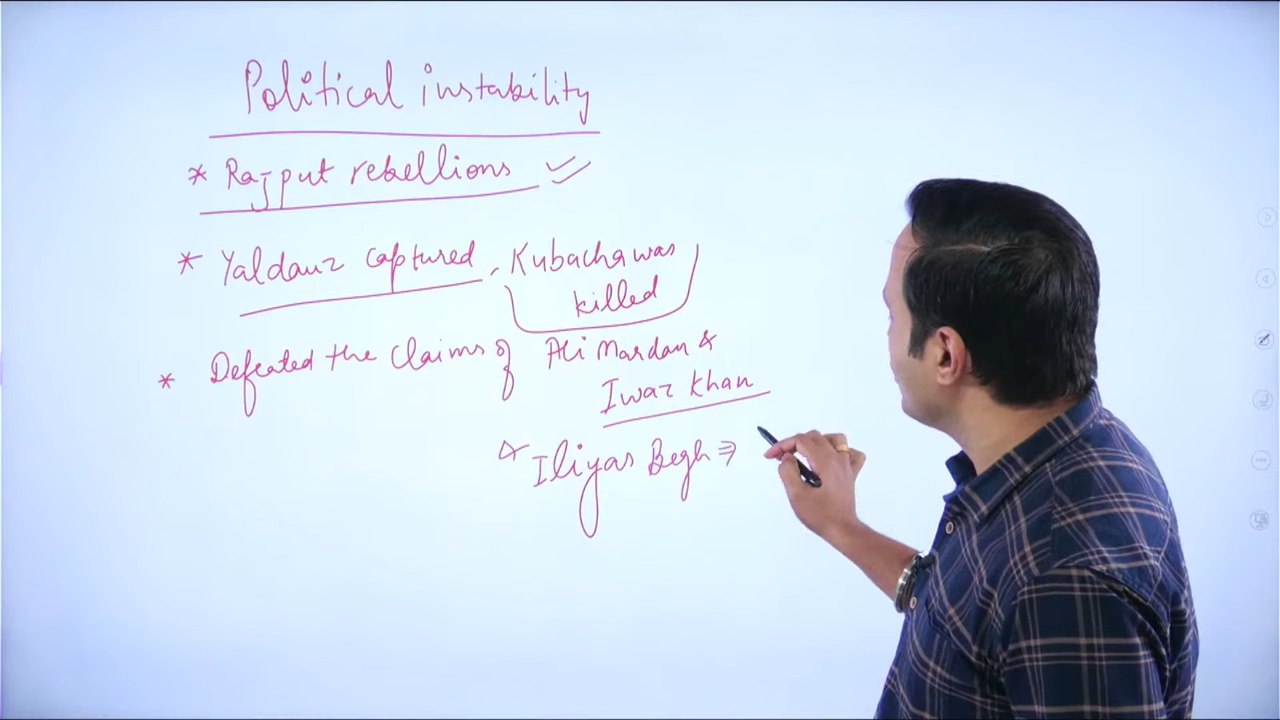 Political instability
* Rajput rebellions
* Yaldauz captured, Kubacha was
killed
* Defeated the claims of Ali Mardan &
Iwaz Khan
& Iliyas Begh ⇒